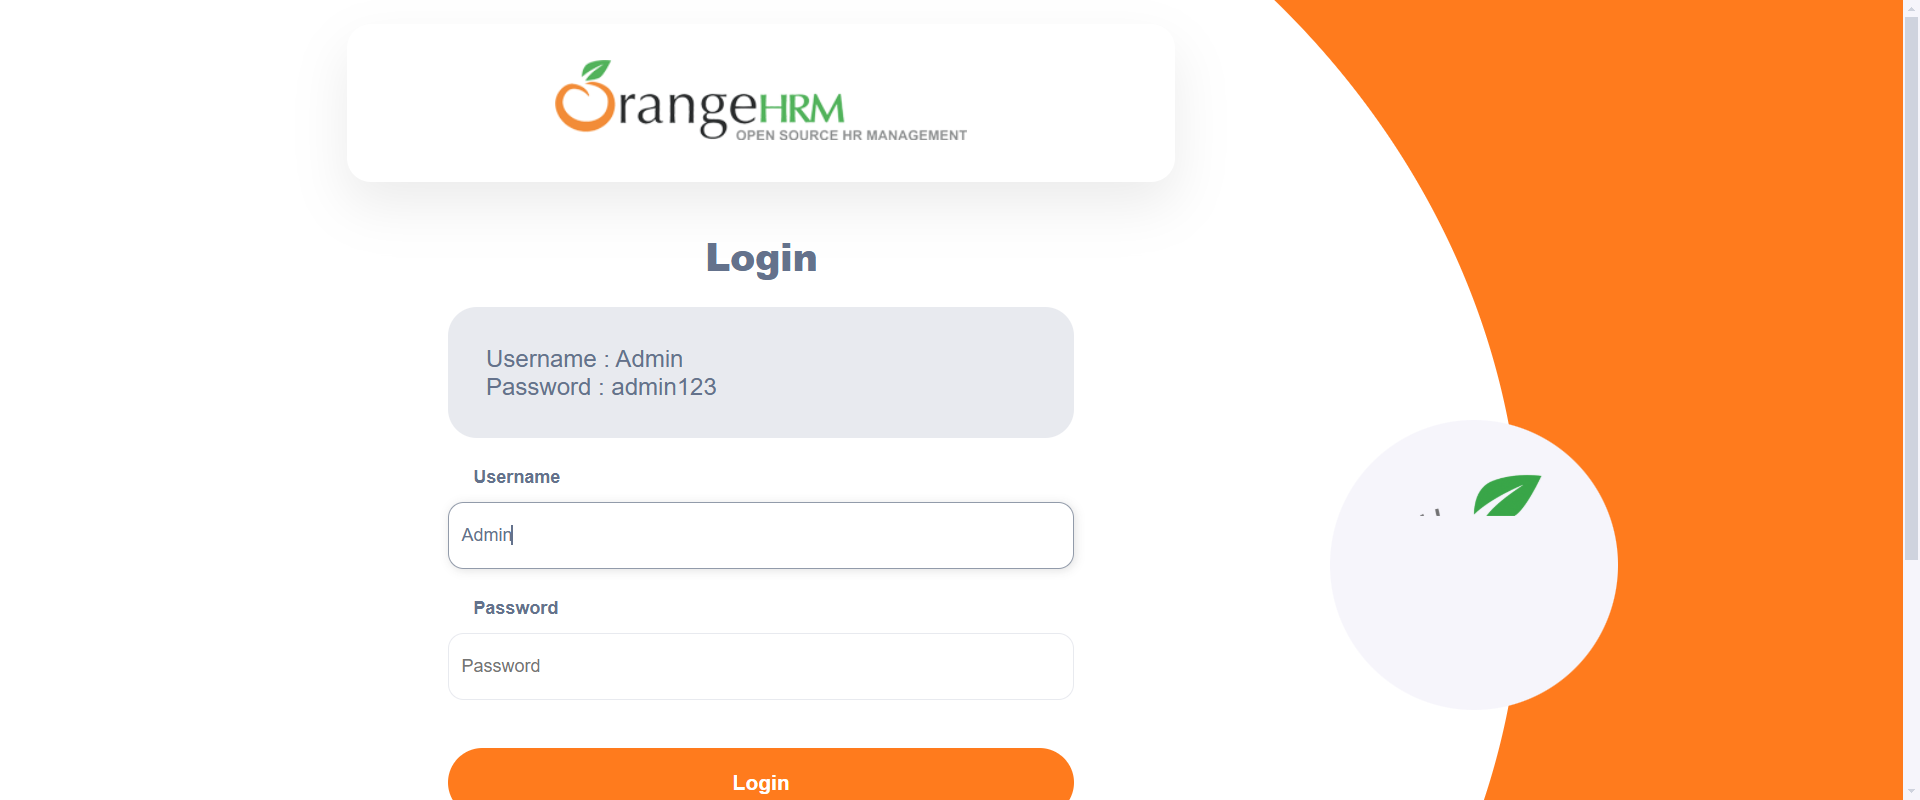 OrangeHRM
OPEN SOURCE HR MANAGEMENT
Login
Username : Admin
Password : admin123
Username
Admin
Password
Password
Login